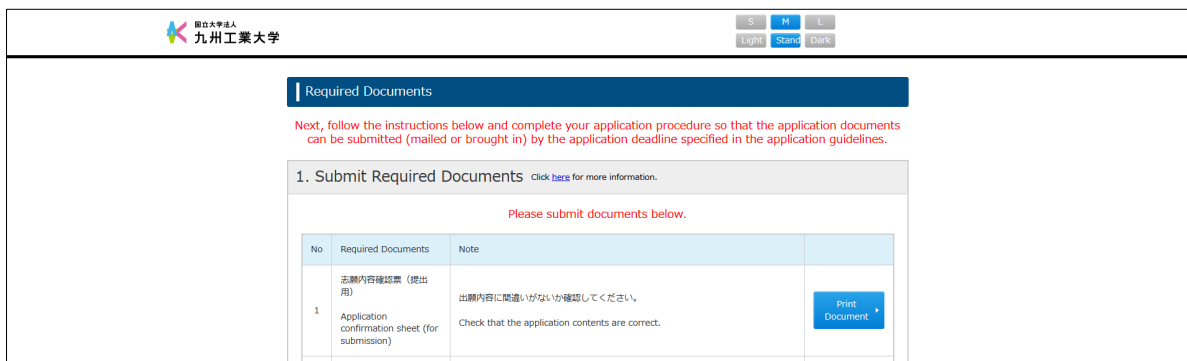 国立大学法人
九州工業大学
S M L
Light Stand Dark
Required Documents
Next, follow the instructions below and complete your application procedure so that the application documents
can be submitted (mailed or brought in) by the application deadline specified in the application guidelines.
1. Submit Required Documents Click here for more information.
Please submit documents below.
No Required Documents Note
1
志願内容確認票（提出
用）
Application
confirmation sheet (for
submission)
出願内容に間違いがないか確認してください。
Check that the application contents are correct.
Print
Document